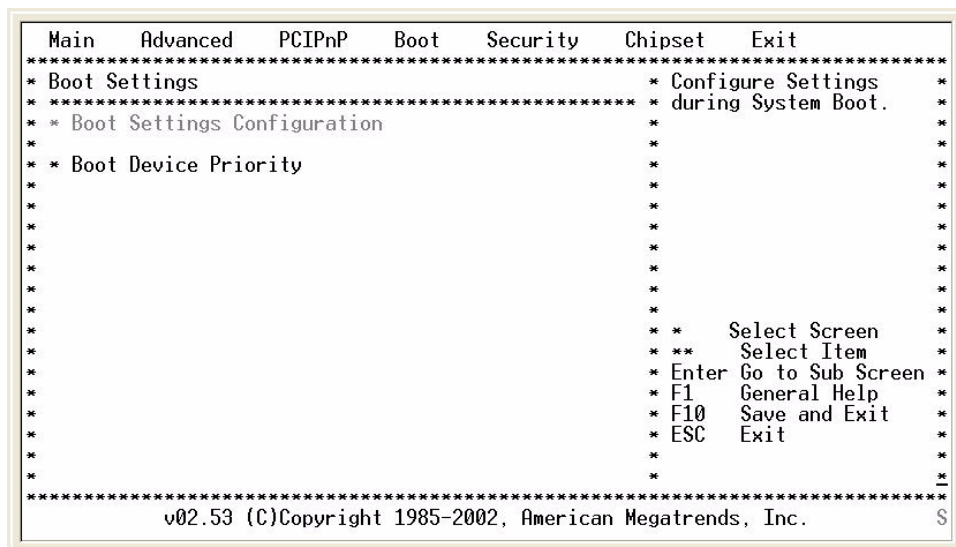 Main Advanced PCIPnP Boot Security Chipset Exit
********************************************************************************
* Boot Settings * Configure Settings *
* *************************************************** * during System Boot. *
* * Boot Settings Configuration * *
* * *
* * Boot Device Priority * *
* * *
* * *
* * *
* * *
* * *
* * *
* * *
* * * Select Screen *
* * ** Select Item *
* * Enter Go to Sub Screen *
* * F1 General Help *
* * F10 Save and Exit *
* * ESC Exit *
* * *
* * *
********************************************************************************
v02.53 (C)Copyright 1985-2002, American Megatrends, Inc. S